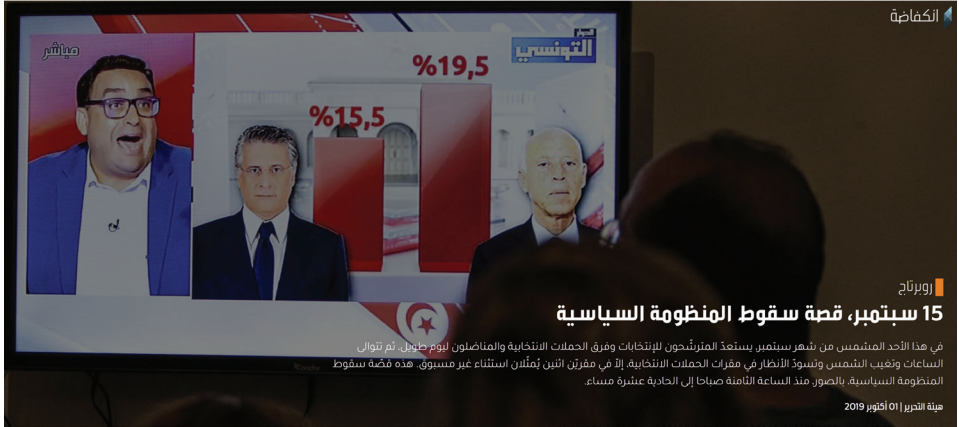 انكفاضة
مباشر
التونسي
%19,5
%15,5
روبرتاج
15 سبتمبر، قصة سقوط المنظومة السياسية
في هذا الأحد المشمس من شهر سبتمبر، يستعدّ المترشّحون للإنتخابات وفرق الحملات الانتخابية والمناضلون ليوم طويل. ثم تتوالى
الساعات وتغيب الشمس وتسودّ الأنظار في مقرات الحملات الانتخابية، إلاّ في مقريْن اثنين يُمثّلان استثناء غير مسبوق. هذه قصّة سقوط
المنظومة السياسية، بالصور، منذ الساعة الثامنة صباحا إلى الحادية عشرة مساء.
هيئة التحرير | 01 أكتوبر 2019